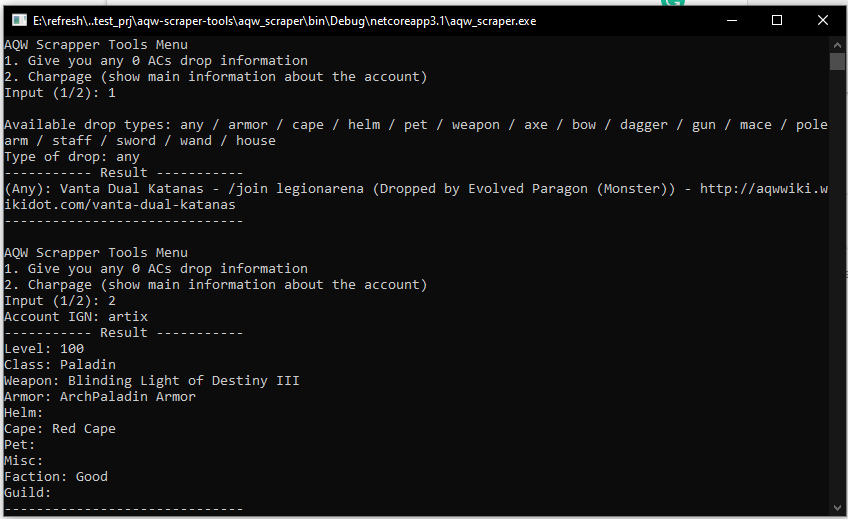 E:\refresh\..test_prj\aqw-scraper-tools\aqw_scraper\bin\Debug\netcoreapp3.1\aqw_scraper.exe
AQW Scrapper Tools Menu
1. Give you any 0 ACs drop information
2. Charpage (show main information about the account)
Input (1/2): 1
Available drop types: any / armor / cape / helm / pet / weapon / axe / bow / dagger / gun / mace / pole
arm / staff / sword / wand / house
Type of drop: any
----------- Result -----------
(Any): Vanta Dual Katanas - /join legionarena (Dropped by Evolved Paragon (Monster)) - http://aqwwiki.w
ikidot.com/vanta-dual-katanas
------------------------------
AQW Scrapper Tools Menu
1. Give you any 0 ACs drop information
2. Charpage (show main information about the account)
Input (1/2): 2
Account IGN: artix
----------- Result -----------
Level: 100
Class: Paladin
Weapon: Blinding Light of Destiny III
Armor: ArchPaladin Armor
Helm:
Cape: Red Cape
Pet:
Misc:
Faction: Good
Guild:
------------------------------